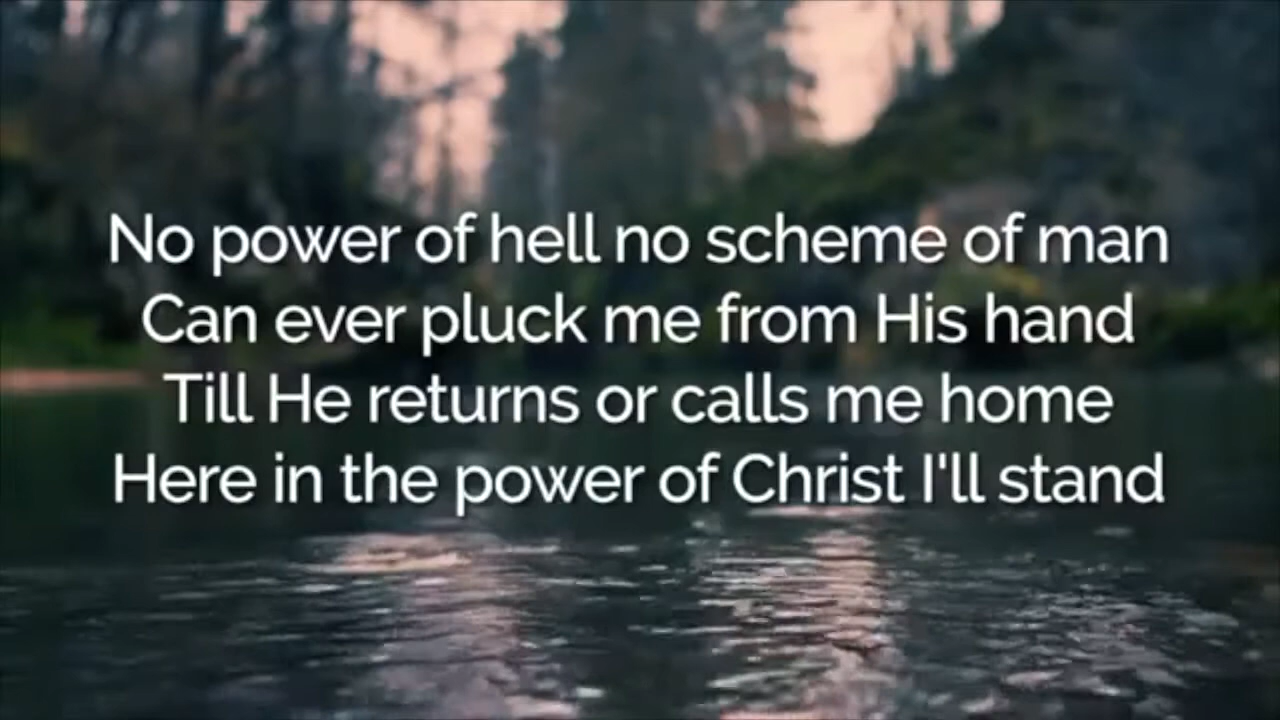 No power of hell no scheme of man
Can ever pluck me from His hand
Till He returns or calls me home
Here in the power of Christ I'll stand